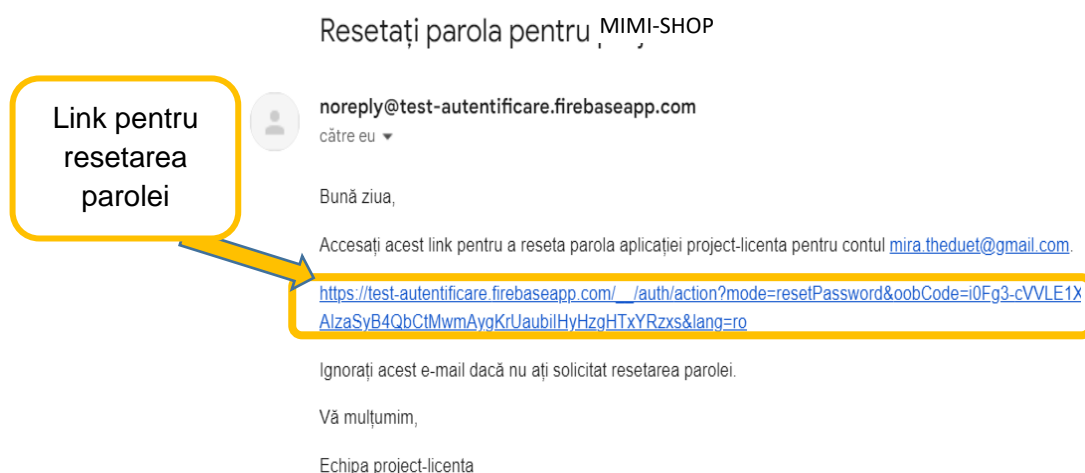 Resetați parola pentru MIMI-SHOP
Link pentru
resetarea
parolei
noreply@test-autentificare.firebaseapp.com
către eu
Bună ziua,
Accesați acest link pentru a reseta parola aplicației project-licenta pentru contul mira.theduet@gmail.com.
https://test-autentificare.firebaseapp.com/__/auth/action?mode=resetPassword&oobCode=i0Fg3-cVVLE1X
AIzaSyB4QbCtMwmAygKrUaubilHyHzgHTxYRzxs&lang=ro
Ignorați acest e-mail dacă nu ați solicitat resetarea parolei.
Vă mulțumim,
Echipa project-licenta